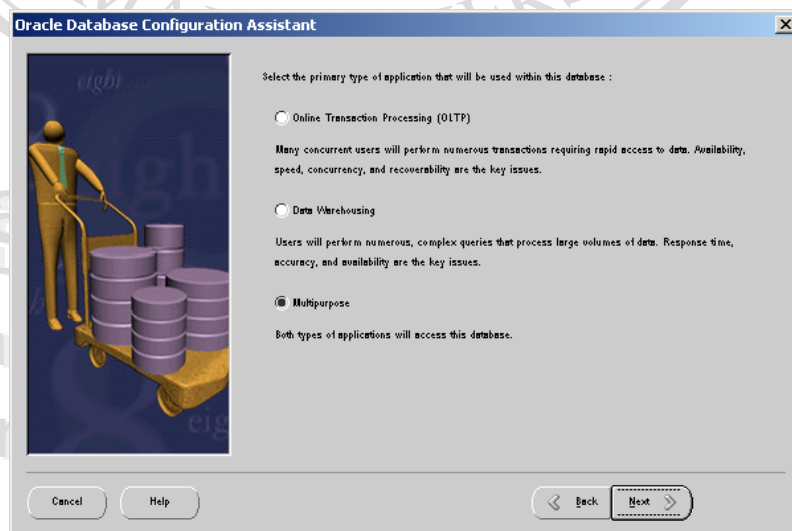 Oracle Database Configuration Assistant
eight
Select the primary type of application that will be used within this database :
Online Transaction Processing (OLTP)
Many concurrent users will perform numerous transactions requiring rapid access to data. Availability,
speed, concurrency, and recoverability are the key issues.
Data Warehousing
Users will perform numerous, complex queries that process large volumes of data. Response time,
accuracy, and availability are the key issues.
Multipurpose
Both types of applications will access this database.
eight
8
eig
Cancel
Help
Back
Next